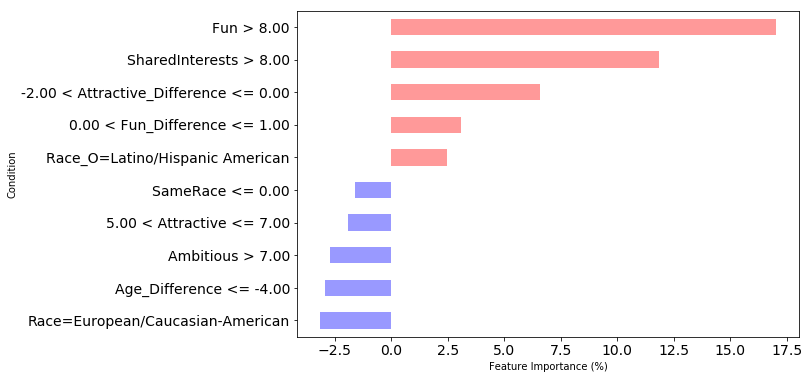 Fun > 8.00
SharedInterests > 8.00
-2.00 < Attractive_Difference <= 0.00
0.00 < Fun_Difference <= 1.00
Race_O=Latino/Hispanic American
SameRace <= 0.00
5.00 < Attractive <= 7.00
Ambitious > 7.00
Age_Difference <= -4.00
Race=European/Caucasian-American
Condition
−2.5 0.0 2.5 5.0 7.5 10.0 12.5 15.0 17.5
Feature Importance (%)